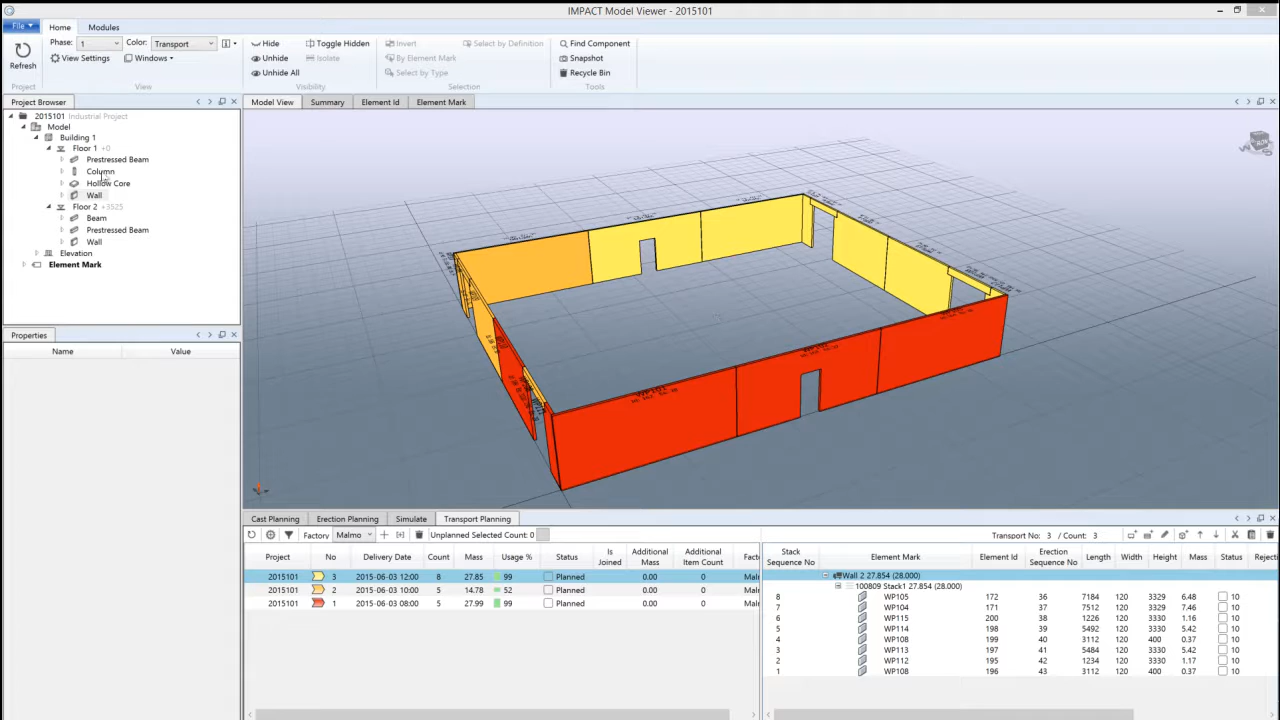 IMPACT Model Viewer - 2015101
File
Home
Modules
Refresh
Phase: 1
Color: Transport
View Settings
Windows
Hide
Unhide
Unhide All
Toggle Hidden
Isolate
Invert
By Element Mark
Select by Type
Select by Definition
Find Component
Snapshot
Recycle Bin
Project
View
Visibility
Selection
Tools
Project Browser
2015101 Industrial Project
Model
Building 1
Floor 1 +0
Prestressed Beam
Column
Hollow Core
Wall
Floor 2 +3525
Beam
Prestressed Beam
Wall
Elevation
Element Mark
Properties
Name Value
Model View Summary Element Id Element Mark
WP101
Cast Planning Erection Planning Simulate Transport Planning
Factory Malmo Unplanned Selected Count: 0
Project No Delivery Date Count Mass Usage % Status Is Joined Additional Mass Additional Item Count
2015101 3 2015-06-03 12:00 8 27.85 99 Planned 0.00 0
2015101 2 2015-06-03 10:00 5 14.78 52 Planned 0.00 0
2015101 1 2015-06-03 08:00 5 27.99 99 Planned 0.00 0
Transport No: 3 / Count: 3
Stack Sequence No Element Mark Element Id Erection Sequence No Length Width Height Mass Status
Wall 2 27.854 (28.000)
100809 Stack1 27.854 (28.000)
8 WP105 172 36 7184 120 3329 6.48 10
7 WP104 171 37 7512 120 3329 7.46 10
6 WP115 200 38 1226 120 3330 1.16 10
5 WP114 198 39 5492 120 3330 5.42 10
4 WP108 199 40 3112 120 400 0.37 10
3 WP113 197 41 5484 120 3330 5.42 10
2 WP112 195 42 1234 120 3330 1.17 10
1 WP108 196 43 3112 120 400 0.37 10